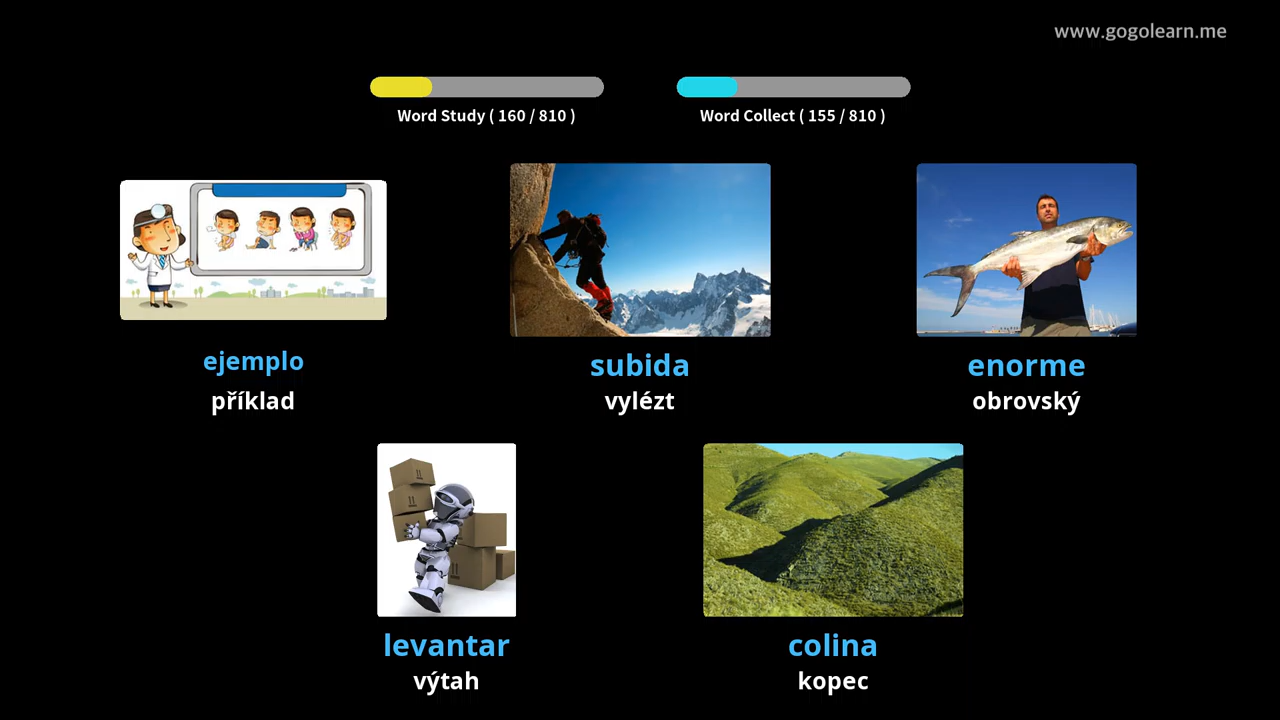 www.gogolearn.me
Word Study ( 160 / 810 )
Word Collect ( 155 / 810 )
ejemplo
příklad
subida
vylézt
enorme
obrovský
levantar
výtah
colina
kopec